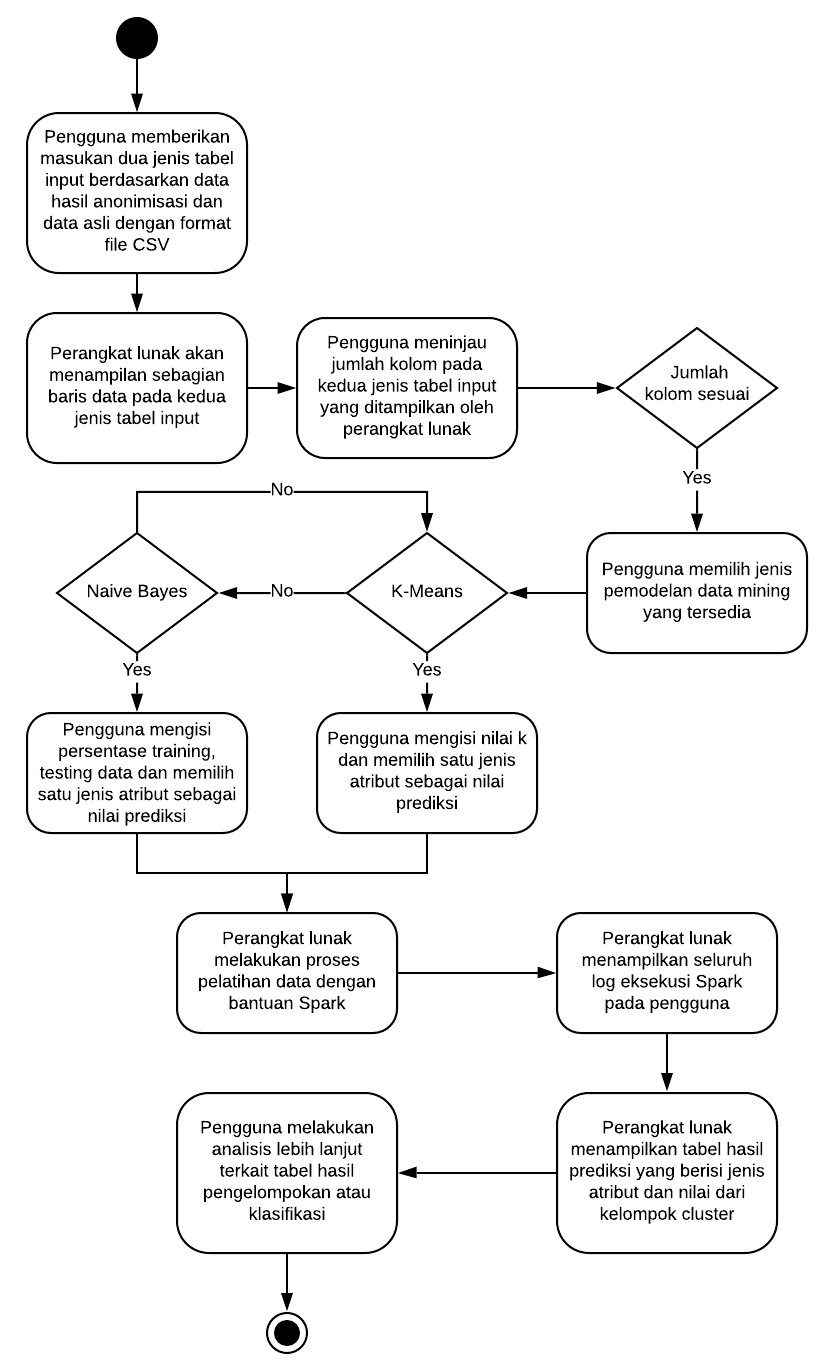 Pengguna memberikan
masukan dua jenis tabel
input berdasarkan data
hasil anonimisasi dan
data asli dengan format
file CSV
Perangkat lunak akan
menampilan sebagian
baris data pada kedua
jenis tabel input
Pengguna meninjau
jumlah kolom pada
kedua jenis tabel input
yang ditampilkan oleh
perangkat lunak
Jumlah
kolom sesuai
Yes
Pengguna memilih jenis
pemodelan data mining
yang tersedia
K-Means
No
Naive Bayes
No
Yes
Yes
Pengguna mengisi
persentase training,
testing data dan memilih
satu jenis atribut sebagai
nilai prediksi
Pengguna mengisi nilai k
dan memilih satu jenis
atribut sebagai nilai
prediksi
Perangkat lunak
melakukan proses
pelatihan data dengan
bantuan Spark
Perangkat lunak
menampilkan seluruh
log eksekusi Spark
pada pengguna
Perangkat lunak
menampilkan tabel hasil
prediksi yang berisi jenis
atribut dan nilai dari
kelompok cluster
Pengguna melakukan
analisis lebih lanjut
terkait tabel hasil
pengelompokan atau
klasifikasi